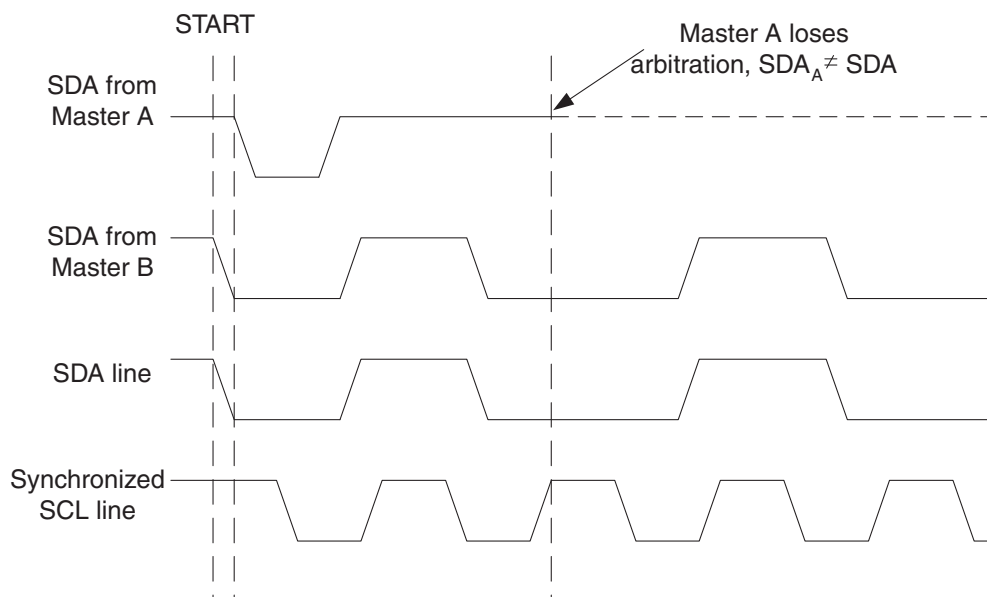 START
Master A loses
arbitration, SDA_A ≠ SDA
SDA from
Master A
SDA from
Master B
SDA line
Synchronized
SCL line